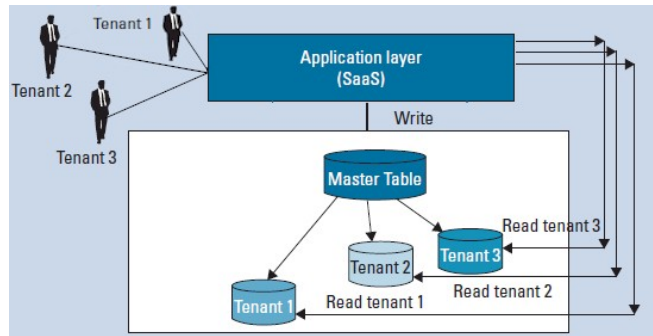 Tenant 1
Tenant 2
Tenant 3
Application layer
(SaaS)
Write
Master Table
Read tenant 3
Tenant 3
Tenant 2
Read tenant 2
Tenant 1
Read tenant 1